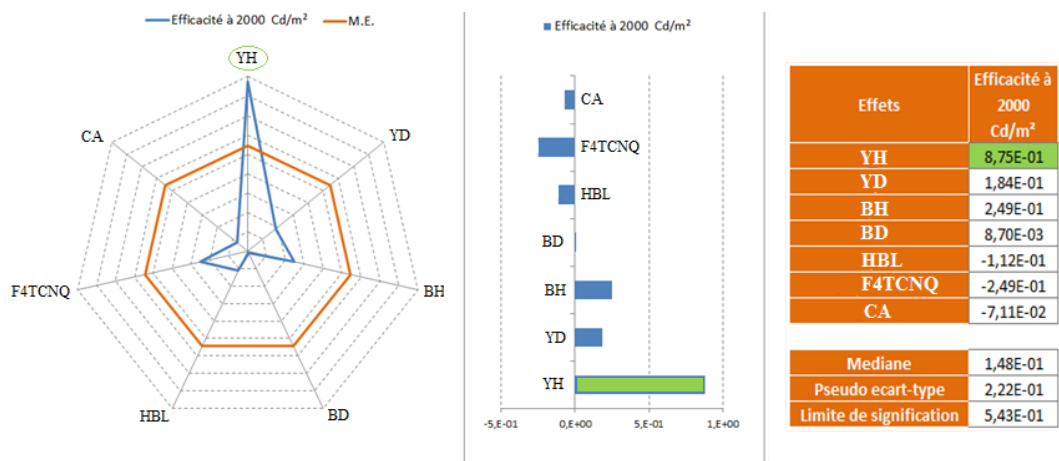 Efficacité à 2000 Cd/m² M.E.
YH
YD
BH
BD
HBL
F4TCNQ
CA
Efficacité à 2000 Cd/m²
CA
F4TCNQ
HBL
BD
BH
YD
YH
-5,E-01 0,E+00 5,E-01 1,E+00
Effets Efficacité à 2000 Cd/m²
YH 8,75E-01
YD 1,84E-01
BH 2,49E-01
BD 8,70E-03
HBL -1,12E-01
F4TCNQ -2,49E-01
CA -7,11E-02
Mediane 1,48E-01
Pseudo ecart-type 2,22E-01
Limite de signification 5,43E-01